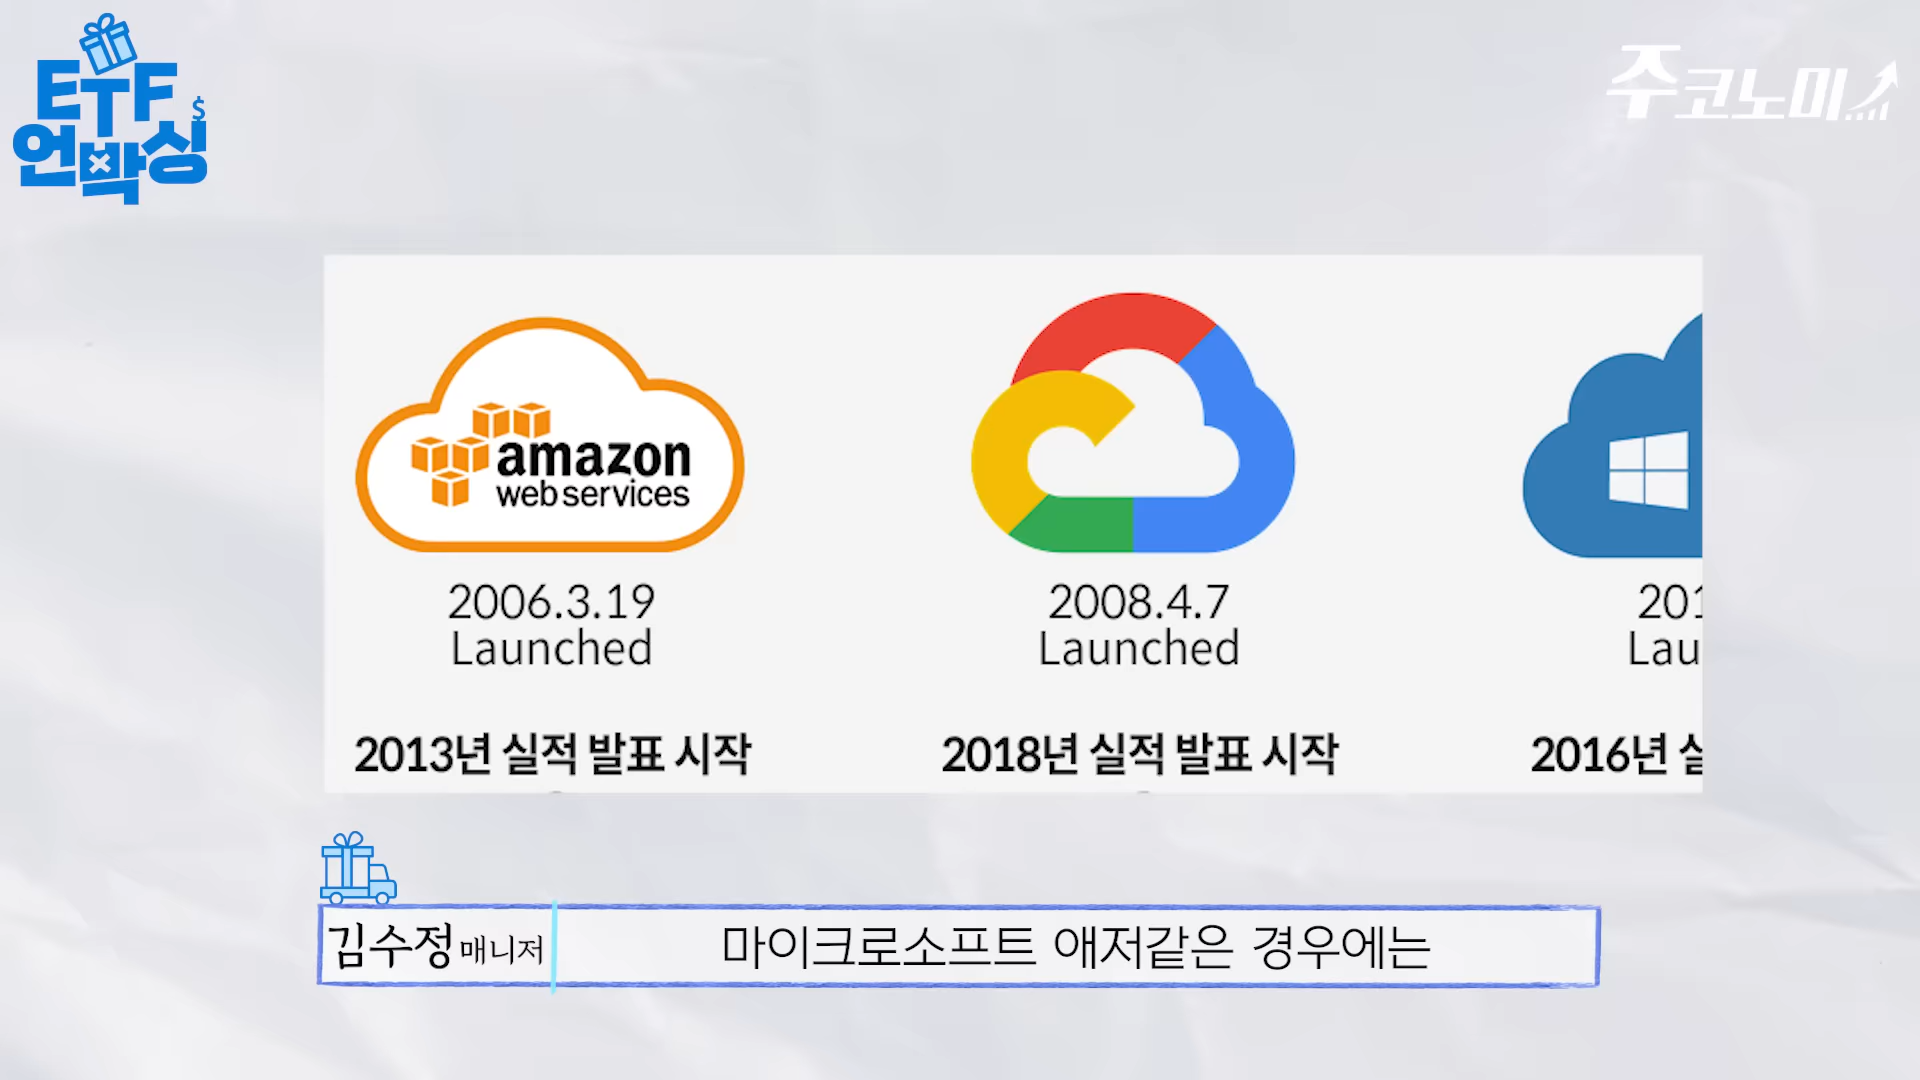 ETF
언박싱
$
주코노미
amazon
web services
2006.3.19
Launched
2013년 실적 발표 시작
2008.4.7
Launched
2018년 실적 발표 시작
201
Lau
2016년
김수정 매니저
마이크로소프트 애저같은 경우에는